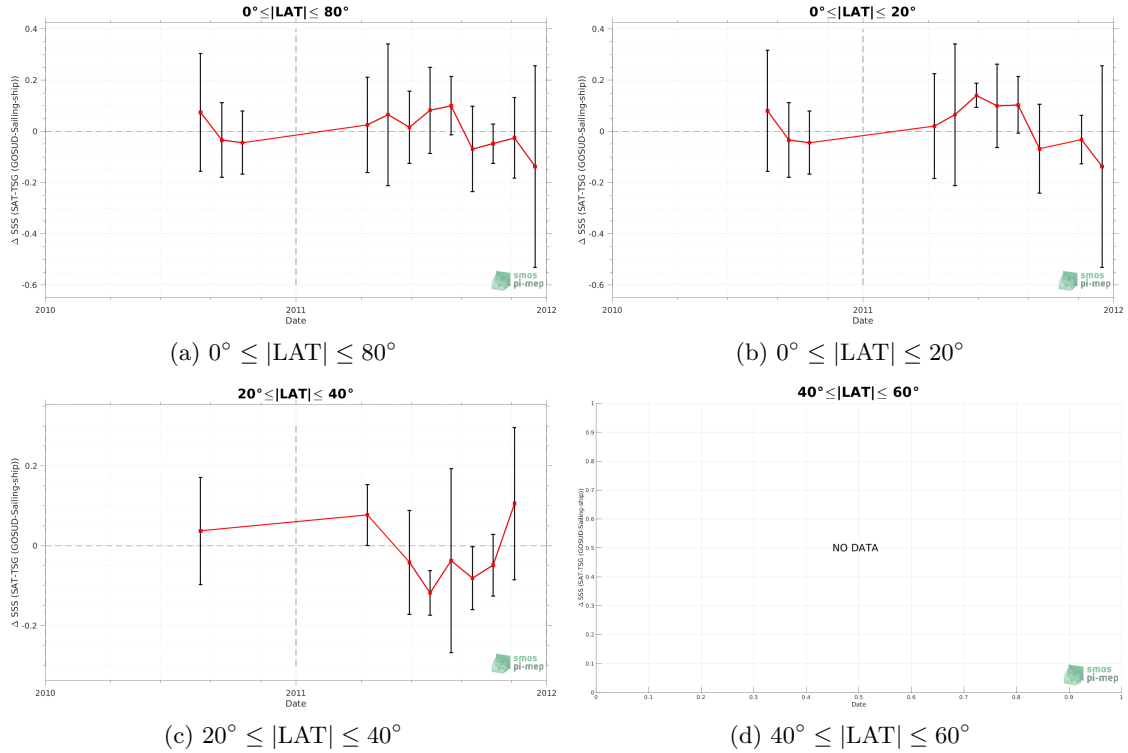 0°≤|LAT|≤ 80°
Δ SSS (SAT-TSG (GOSUD-Sailing-ship))
0.4
0.2
0
-0.2
-0.4
-0.6
2010
2011
2012
Date
smos
pi-mep
(a) 0° ≤ |LAT| ≤ 80°
0°≤|LAT|≤ 20°
Δ SSS (SAT-TSG (GOSUD-Sailing-ship))
0.4
0.2
0
-0.2
-0.4
-0.6
2010
2011
2012
Date
smos
pi-mep
(b) 0° ≤ |LAT| ≤ 20°
20°≤|LAT|≤ 40°
Δ SSS (SAT-TSG (GOSUD-Sailing-ship))
0.2
0
-0.2
2010
2011
2012
Date
smos
pi-mep
(c) 20° ≤ |LAT| ≤ 40°
40°≤|LAT|≤ 60°
Δ SSS (SAT-TSG (GOSUD-Sailing-ship))
1
0.9
0.8
0.7
0.6
0.5
0.4
0.3
0.2
0.1
0
NO DATA
0 0.1 0.2 0.3 0.4 0.5 0.6 0.7 0.8 0.9 1
Date
smos
pi-mep
(d) 40° ≤ |LAT| ≤ 60°